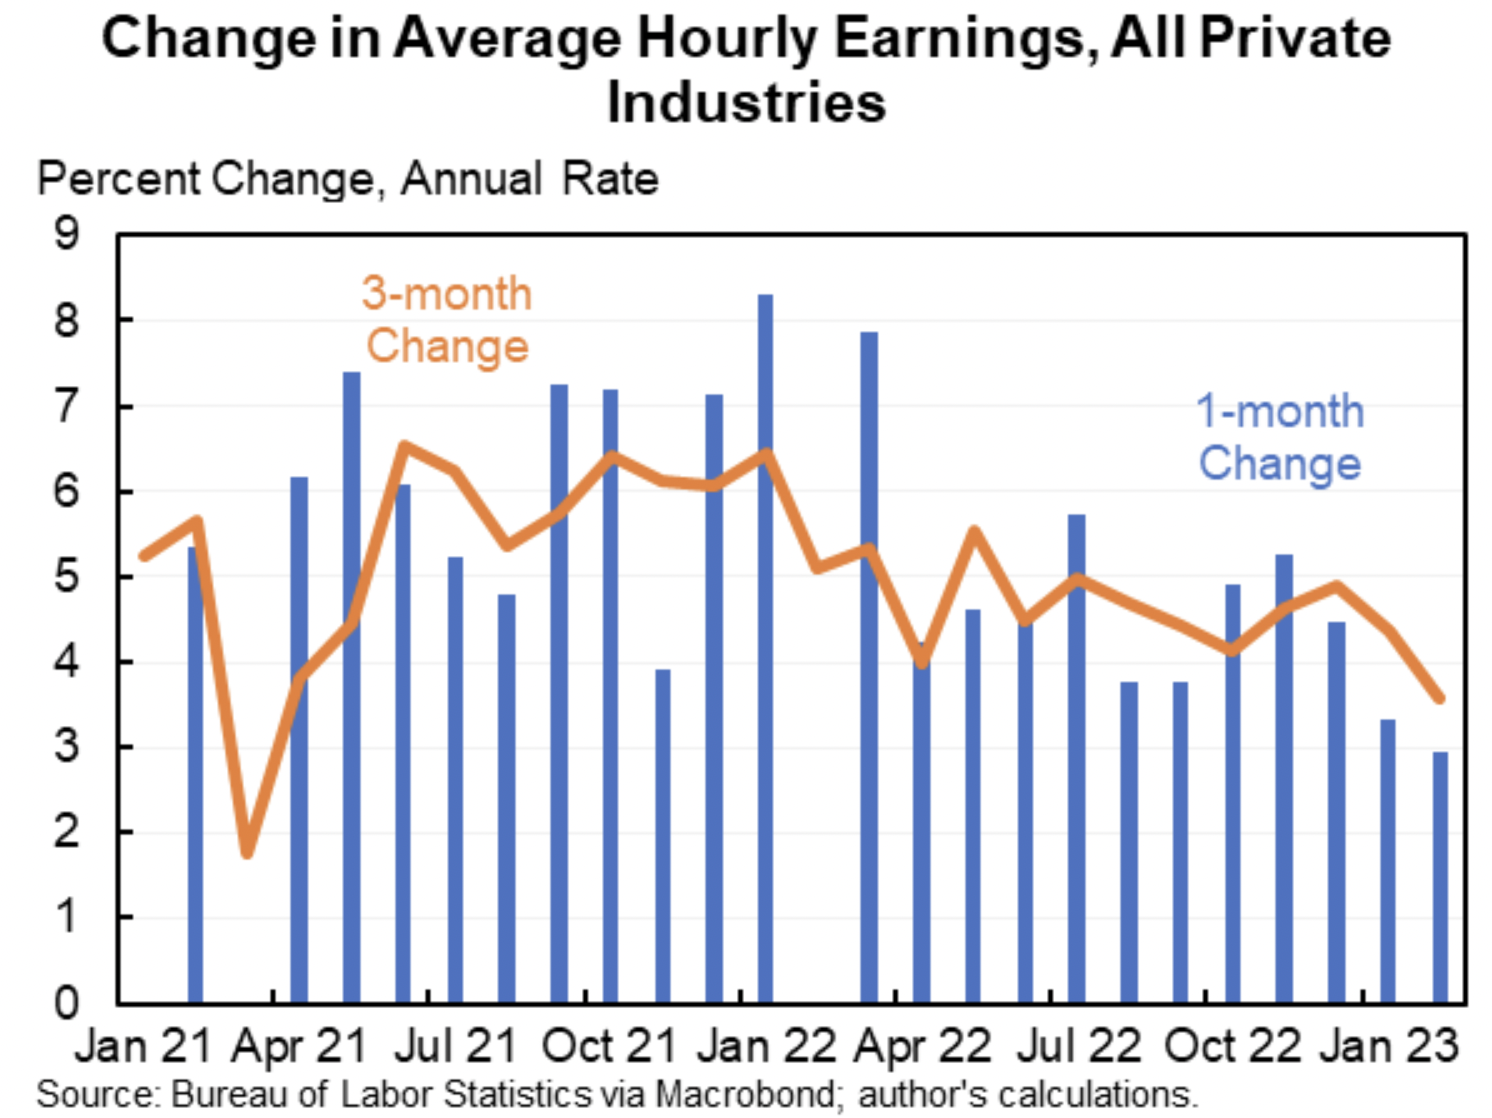 Change in Average Hourly Earnings, All Private
Industries
Percent Change, Annual Rate
9
8
7
6
5
4
3
2
1
0
3-month
Change
1-month
Change
Jan 21 Apr 21 Jul 21 Oct 21 Jan 22 Apr 22 Jul 22 Oct 22 Jan 23
Source: Bureau of Labor Statistics via Macrobond; author's calculations.